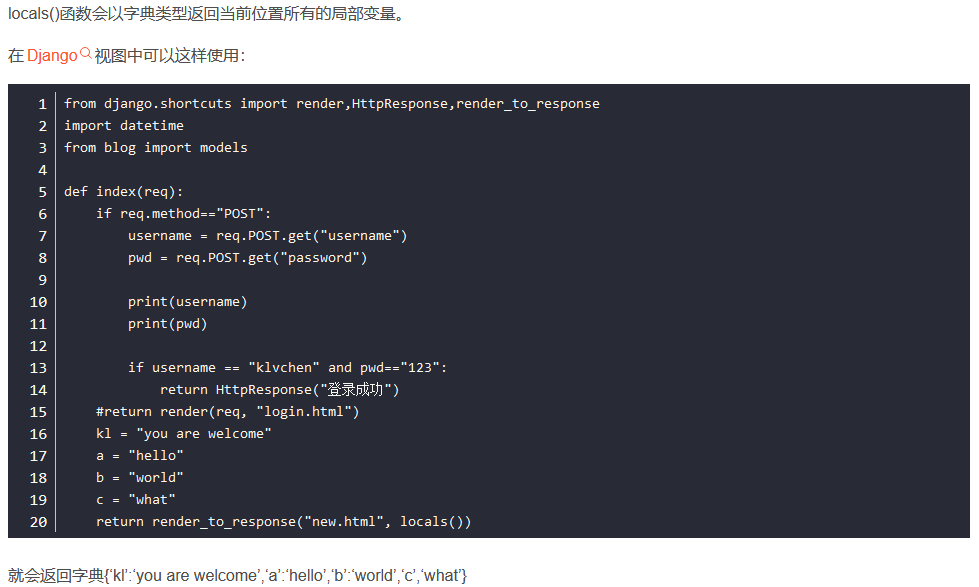 locals()函数会以字典类型返回当前位置所有的局部变量。
在 Django 视图中可以这样使用：
1 from django.shortcuts import render,HttpResponse,render_to_response
2 import datetime
3 from blog import models
4
5 def index(req):
6     if req.method=="POST":
7         username = req.POST.get("username")
8         pwd = req.POST.get("password")
9
10         print(username)
11         print(pwd)
12
13         if username == "klvchen" and pwd=="123":
14             return HttpResponse("登录成功")
15     #return render(req, "login.html")
16     kl = "you are welcome"
17     a = "hello"
18     b = "world"
19     c = "what"
20     return render_to_response("new.html", locals())
就会返回字典{‘kl’:‘you are welcome’,‘a’:‘hello’,‘b’:‘world’,‘c’,‘what’}